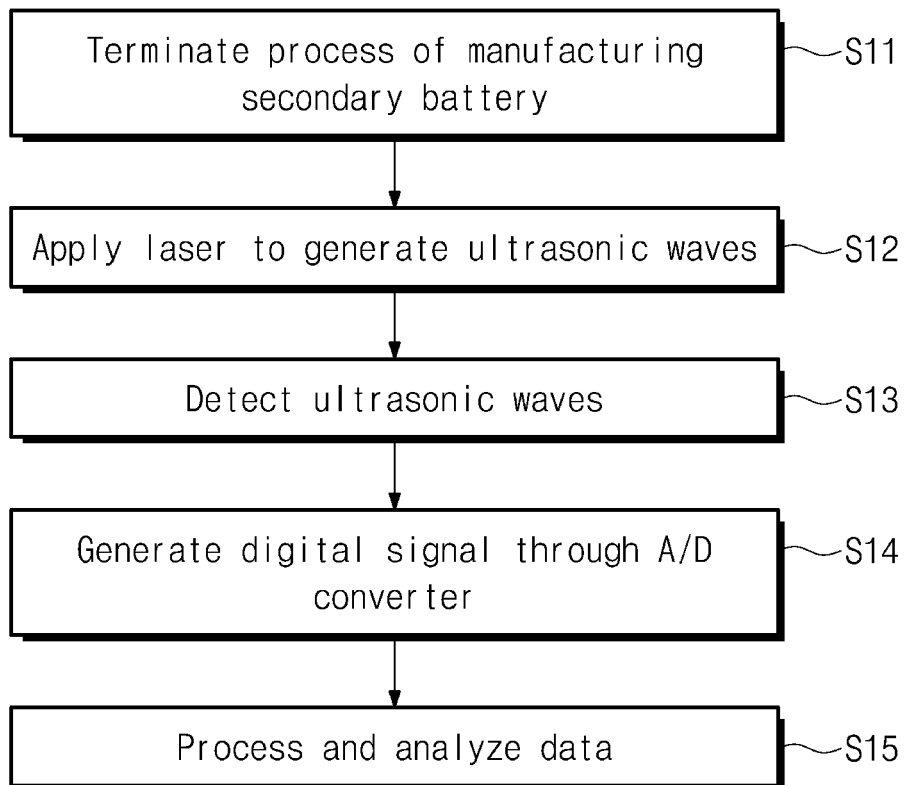 Terminate process of manufacturing
secondary battery
S11
Apply laser to generate ultrasonic waves
S12
Detect ultrasonic waves
S13
Generate digital signal through A/D
converter
S14
Process and analyze data
S15